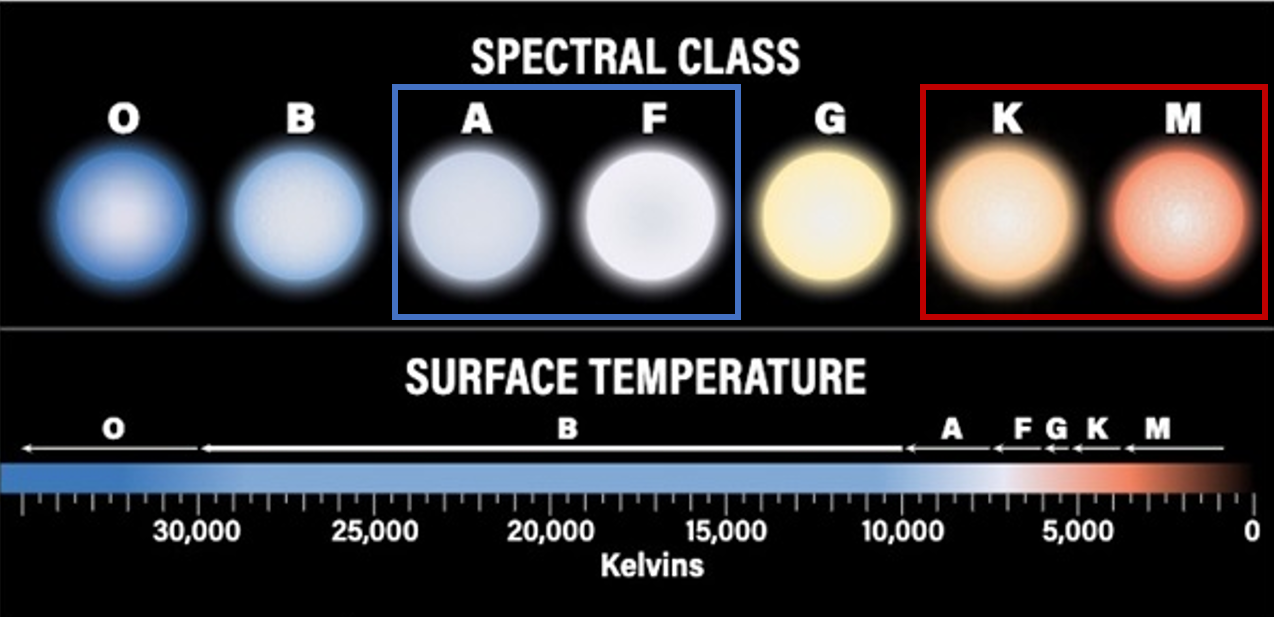 SPECTRAL CLASS
O B A F G K M
SURFACE TEMPERATURE
O B A F G K M
30,000 25,000 20,000 15,000 10,000 5,000 0
Kelvins